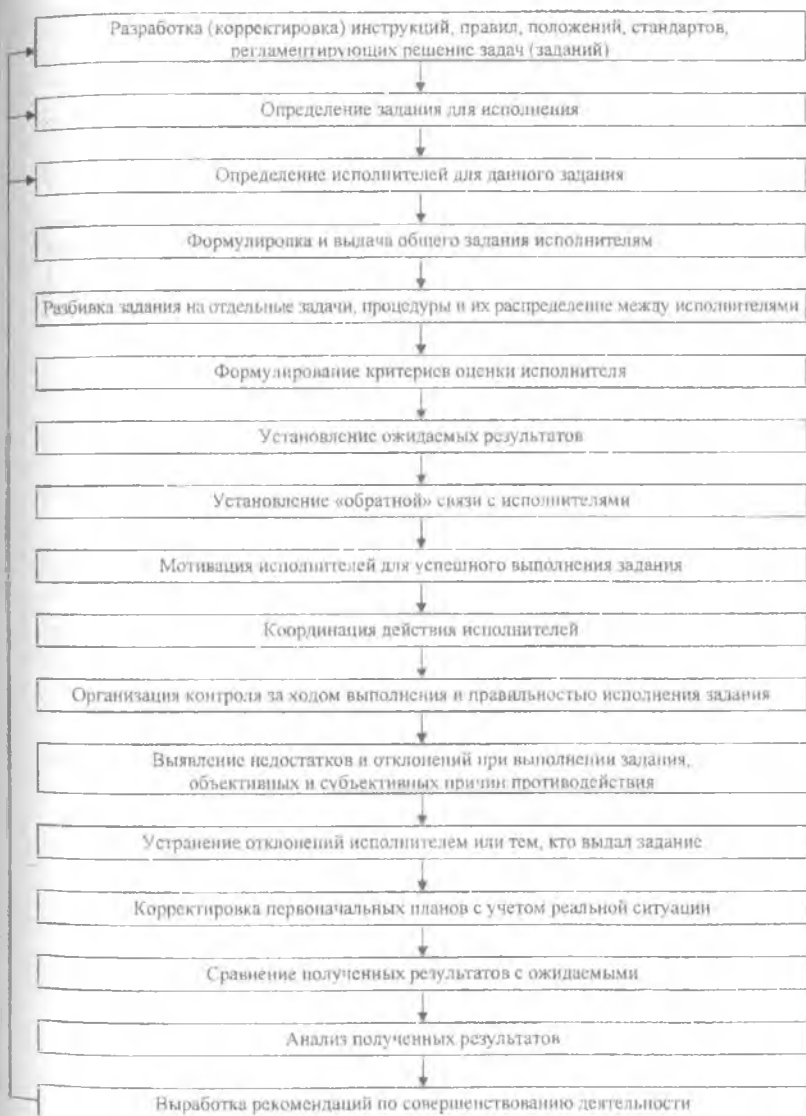 Разработка (корректировка) инструкций, правил, положений, стандартов,
регламентирующих решение задач (заданий)
Определение задания для исполнения
Определение исполнителей для данного задания
Формулировка и выдача общего задания исполнителям
Разбивка задания на отдельные задачи, процедуры и их распределение между исполнителями
Формулирование критериев оценки исполнителя
Установление ожидаемых результатов
Установление «обратной» связи с исполнителями
Мотивация исполнителей для успешного выполнения задания
Координация действия исполнителей
Организация контроля за ходом выполнения и правильностью исполнения задания
Выявление недостатков и отклонений при выполнении задания,
объективных и субъективных причин противодействия
Устранение отклонений исполнителем или тем, кто выдал задание
Корректировка первоначальных планов с учетом реальной ситуации
Сравнение полученных результатов с ожидаемыми
Анализ полученных результатов
Выработка рекомендаций по совершенствованию деятельности